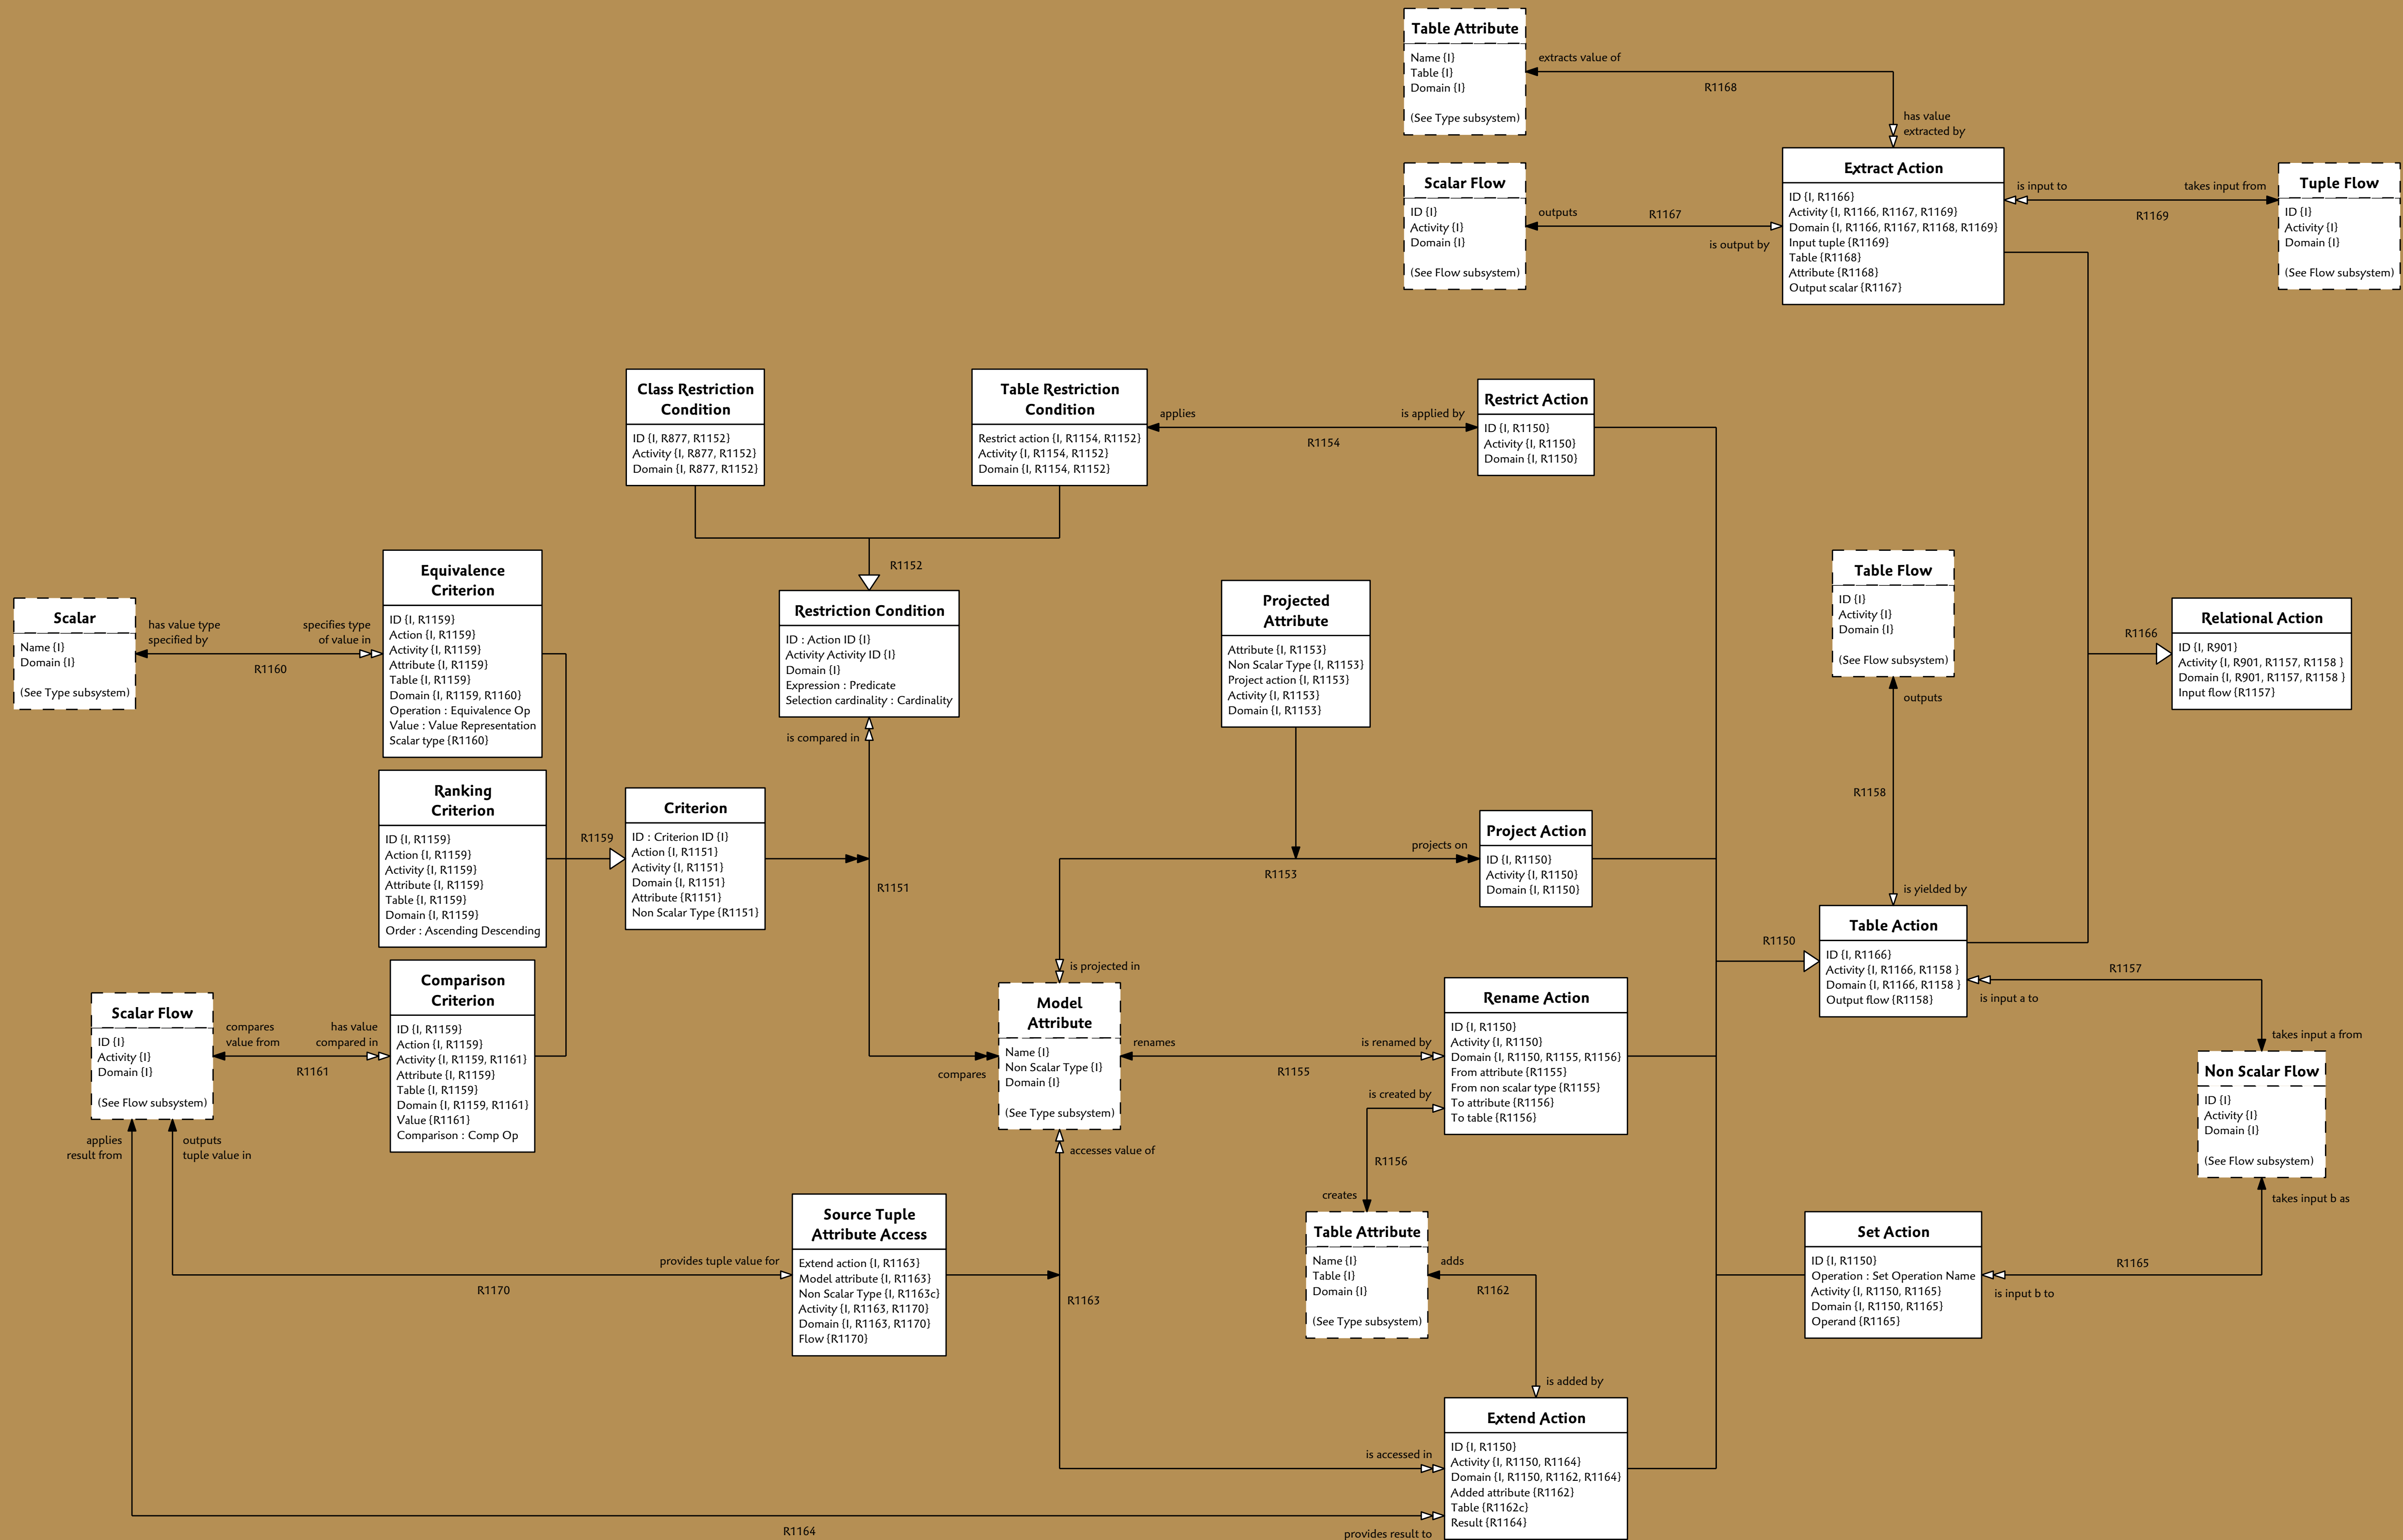 Table Attribute
Name {I}
Table {I}
Domain {I}
(See Type subsystem)
extracts value of
R1168
has value
extracted by
Scalar Flow
ID {I}
Activity {I}
Domain {I}
(See Flow subsystem)
outputs
R1167
is output by
Extract Action
ID {I, R1166}
Activity {I, R1166, R1167, R1169}
Domain {I, R1166, R1167, R1168, R1169}
Input tuple {R1169}
Table {R1168}
Attribute {R1168}
Output scalar {R1167}
is input to
takes input from
R1169
Tuple Flow
ID {I}
Activity {I}
Domain {I}
(See Flow subsystem)
Class Restriction
Condition
ID {I, R877, R1152}
Activity {I, R877, R1152}
Domain {I, R877, R1152}
Table Restriction
Condition
Restrict action {I, R1154, R1152}
Activity {I, R1154, R1152}
Domain {I, R1154, R1152}
applies
is applied by
R1154
Restrict Action
ID {I, R1150}
Activity {I, R1150}
Domain {I, R1150}
R1152
Scalar
Name {I}
Domain {I}
(See Type subsystem)
has value type
specified by
specifies type
of value in
R1160
Equivalence
Criterion
ID {I, R1159}
Action {I, R1159}
Activity {I, R1159}
Attribute {I, R1159}
Table {I, R1159}
Domain {I, R1159, R1160}
Operation : Equivalence Op
Value : Value Representation
Scalar type {R1160}
Restriction Condition
ID : Action ID {I}
Activity Activity ID {I}
Domain {I}
Expression : Predicate
Selection cardinality : Cardinality
is compared in
Projected
Attribute
Attribute {I, R1153}
Non Scalar Type {I, R1153}
Project action {I, R1153}
Activity {I, R1153}
Domain {I, R1153}
Table Flow
ID {I}
Activity {I}
Domain {I}
(See Flow subsystem)
outputs
R1158
is yielded by
R1166
Relational Action
ID {I, R901}
Activity {I, R901, R1157, R1158 }
Domain {I, R901, R1157, R1158 }
Input flow {R1157}
Ranking
Criterion
ID {I, R1159}
Action {I, R1159}
Activity {I, R1159}
Attribute {I, R1159}
Table {I, R1159}
Domain {I, R1159}
Order : Ascending Descending
R1159
Criterion
ID : Criterion ID {I}
Action {I, R1151}
Activity {I, R1151}
Domain {I, R1151}
Attribute {R1151}
Non Scalar Type {R1151}
R1151
projects on
R1153
is projected in
Project Action
ID {I, R1150}
Activity {I, R1150}
Domain {I, R1150}
R1150
Table Action
ID {I, R1166}
Activity {I, R1166, R1158 }
Domain {I, R1166, R1158 }
Output flow {R1158}
R1157
is input a to
takes input a from
Scalar Flow
ID {I}
Activity {I}
Domain {I}
(See Flow subsystem)
compares
value from
has value
compared in
R1161
Comparison
Criterion
ID {I, R1159}
Action {I, R1159}
Activity {I, R1159, R1161}
Attribute {I, R1159}
Table {I, R1159}
Domain {I, R1159, R1161}
Value {R1161}
Comparison : Comp Op
compares
Model
Attribute
Name {I}
Non Scalar Type {I}
Domain {I}
(See Type subsystem)
renames
is renamed by
R1155
Rename Action
ID {I, R1150}
Activity {I, R1150}
Domain {I, R1150, R1155, R1156}
From attribute {R1155}
From non scalar type {R1155}
To attribute {R1156}
To table {R1156}
is created by
R1156
creates
Non Scalar Flow
ID {I}
Activity {I}
Domain {I}
(See Flow subsystem)
takes input b as
applies
result from
outputs
tuple value in
accesses value of
Source Tuple
Attribute Access
Extend action {I, R1163}
Model attribute {I, R1163}
Non Scalar Type {I, R1163c}
Activity {I, R1163, R1170}
Domain {I, R1163, R1170}
Flow {R1170}
provides tuple value for
R1170
R1163
Table Attribute
Name {I}
Table {I}
Domain {I}
(See Type subsystem)
adds
R1162
is added by
Set Action
ID {I, R1150}
Operation : Set Operation Name
Activity {I, R1150, R1165}
Domain {I, R1150, R1165}
Operand {R1165}
R1165
is input b to
is accessed in
Extend Action
ID {I, R1150}
Activity {I, R1150, R1164}
Domain {I, R1150, R1162, R1164}
Added attribute {R1162}
Table {R1162c}
Result {R1164}
R1164
provides result to